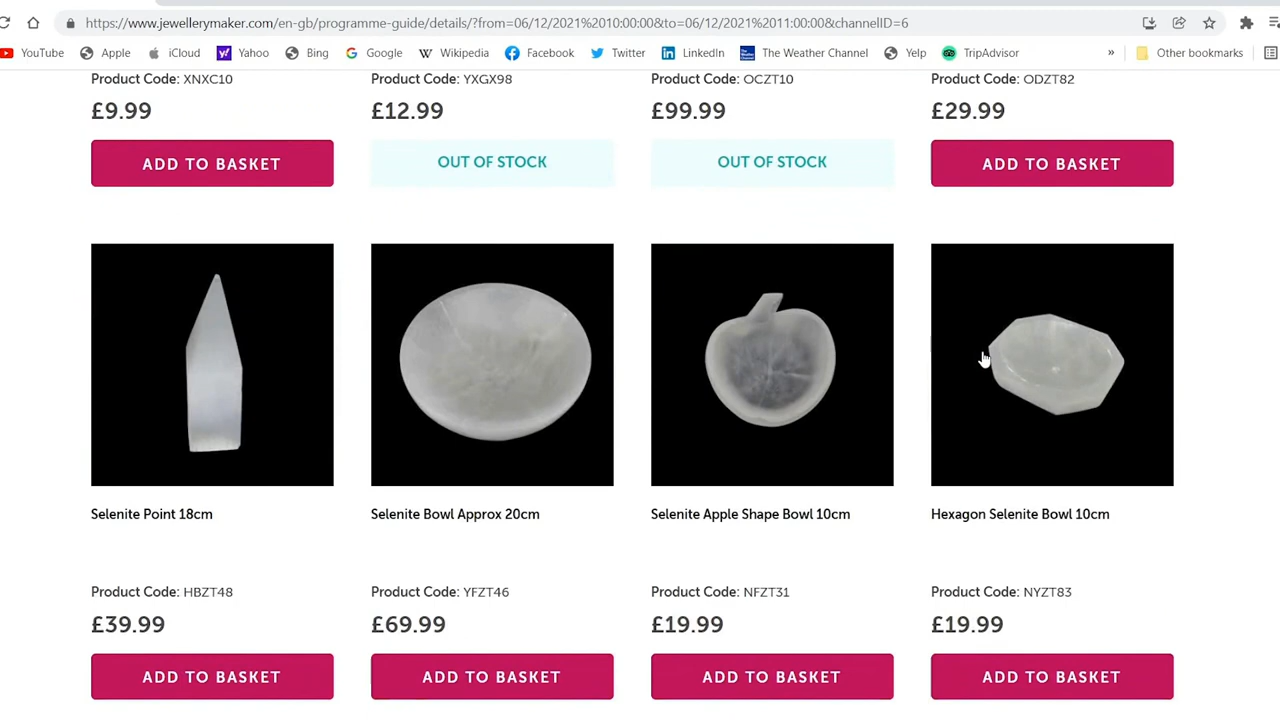 https://www.jewellerymaker.com/en-gb/programme-guide/details/?from=06/12/2021%2010:00:00&to=06/12/2021%2011:00:00&channelID=6
YouTube Apple iCloud Yahoo Bing Google Wikipedia Facebook Twitter LinkedIn The Weather Channel Yelp TripAdvisor » Other bookmarks
Product Code: XNXC10 Product Code: YXGX98 Product Code: OCZT10 Product Code: ODZT82
£9.99 £12.99 £99.99 £29.99
ADD TO BASKET OUT OF STOCK OUT OF STOCK ADD TO BASKET
Selenite Point 18cm Selenite Bowl Approx 20cm Selenite Apple Shape Bowl 10cm Hexagon Selenite Bowl 10cm
Product Code: HBZT48 Product Code: YFZT46 Product Code: NFZT31 Product Code: NYZT83
£39.99 £69.99 £19.99 £19.99
ADD TO BASKET ADD TO BASKET ADD TO BASKET ADD TO BASKET